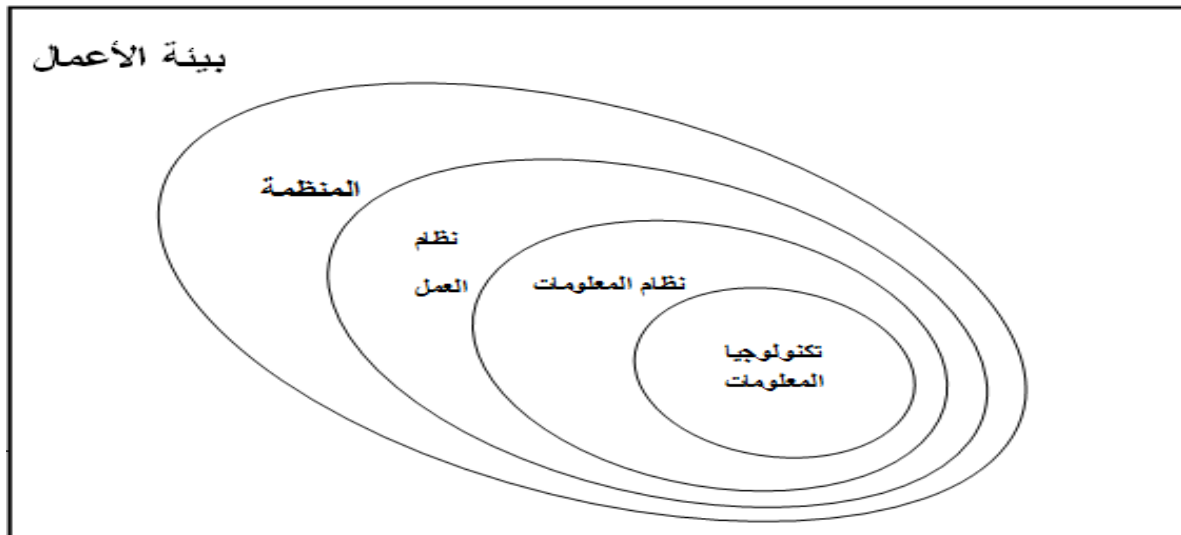 بيئة الأعمال
المنظمة
نظام
العمل
نظام المعلومات
تكنولوجيا
المعلومات